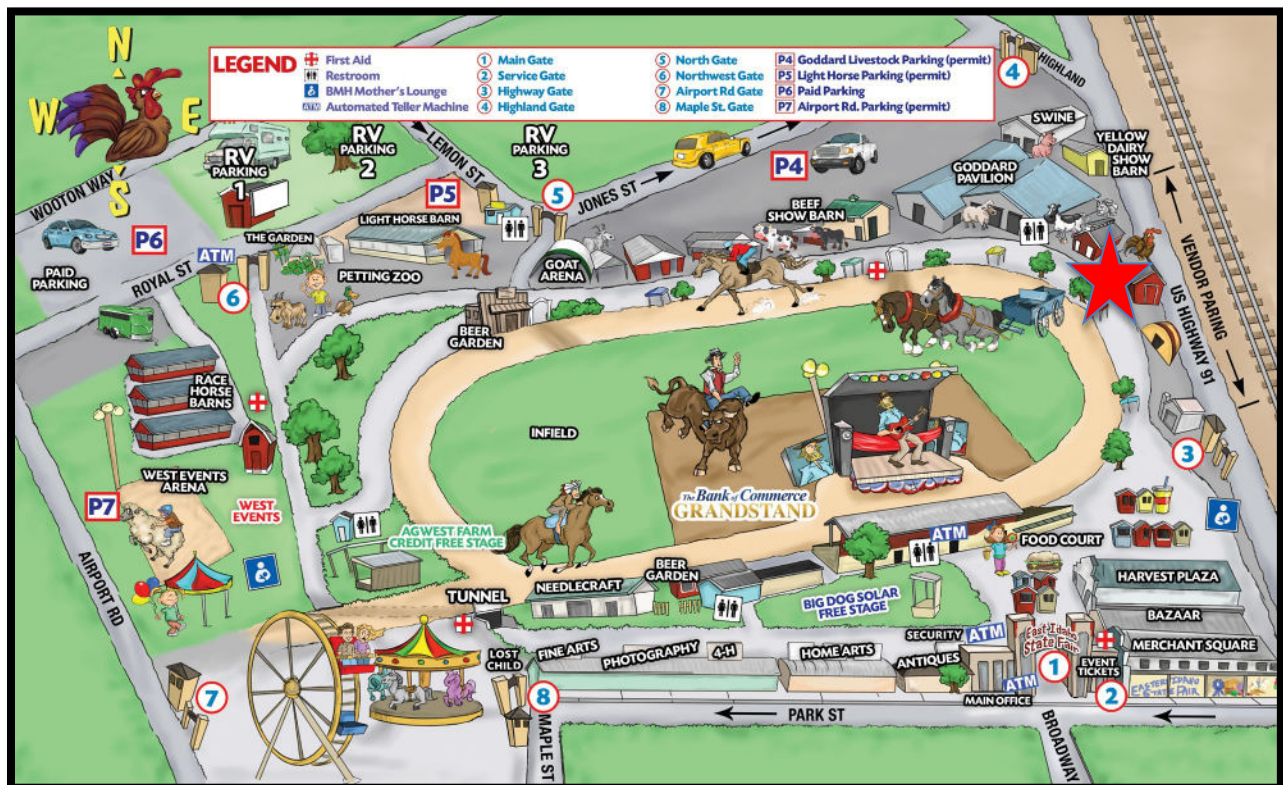 N
W
E
S
LEGEND
First Aid
Restroom
BMH Mother's Lounge
ATM Automated Teller Machine
1 Main Gate
2 Service Gate
3 Highway Gate
4 Highland Gate
5 North Gate
6 Northwest Gate
7 Airport Rd Gate
8 Maple St. Gate
P4 Goddard Livestock Parking (permit)
P5 Light Horse Parking (permit)
P6 Paid Parking
P7 Airport Rd. Parking (permit)
HIGHLAND
4
WOOTON WAY
RV
PARKING
1
RV
PARKING
2
LEMON ST
RV
PARKING
3
JONES ST
P4
SWINE
YELLOW
DAIRY
SHOW
BARN
GODDARD
PAVILION
P5
5
LIGHT HORSE BARN
BEEF
SHOW BARN
P6
PAID
PARKING
ROYAL ST
ATM
6
THE GARDEN
PETTING ZOO
GOAT
ARENA
BEER
GARDEN
VENDOR PARING
US HIGHWAY 91
RACE
HORSE
BARNS
INFIELD
3
WEST EVENTS
ARENA
P7
WEST
EVENTS
The Bank of Commerce
GRANDSTAND
AGWEST FARM
CREDIT FREE STAGE
AIRPORT RD
ATM
FOOD COURT
NEEDLECRAFT
BEER
GARDEN
BIG DOG SOLAR
FREE STAGE
HARVEST PLAZA
BAZAAR
TUNNEL
SECURITY
ATM
East Idaho
State Fair
MERCHANT SQUARE
LOST
CHILD
FINE ARTS
PHOTOGRAPHY
4-H
HOME ARTS
ANTIQUES
1
EVENT
TICKETS
7
8
ATM
MAIN OFFICE
2
EASTERN IDAHO
STATE FAIR
PARK ST
MAPLE ST
BROADWAY